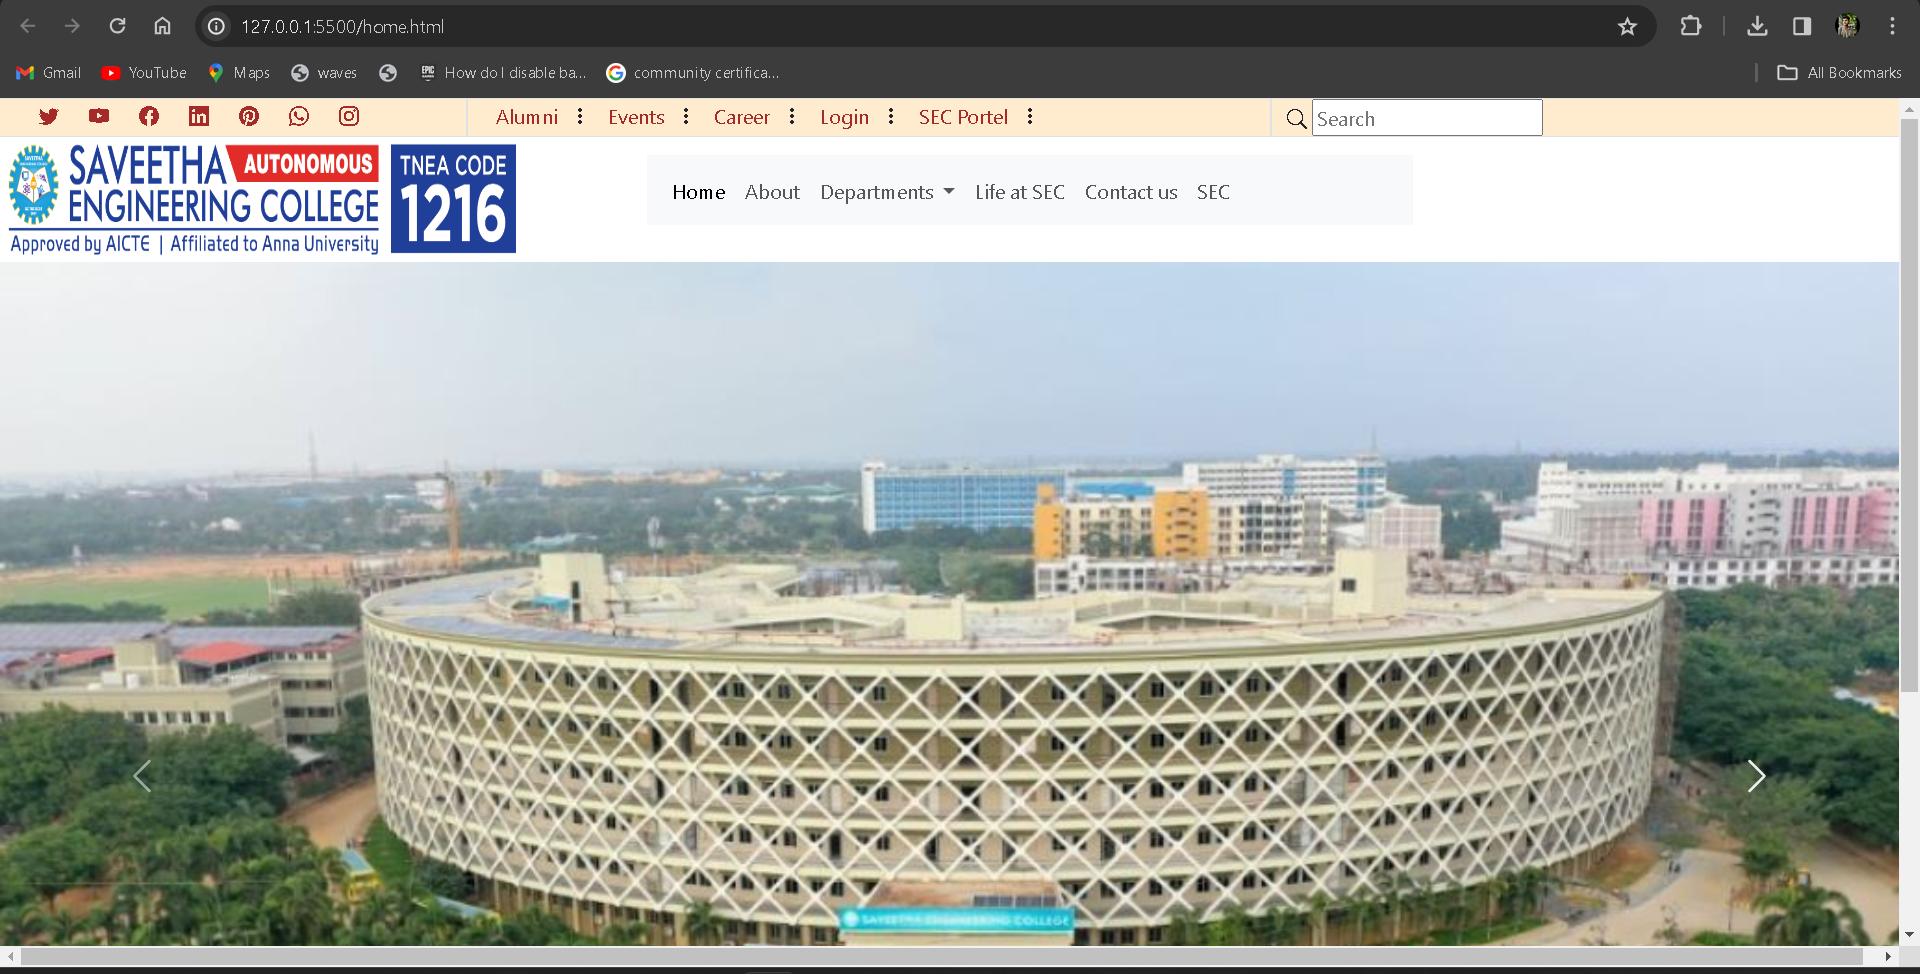 127.0.0.1:5500/home.html
Gmail YouTube Maps waves EPIC How do I disable ba... community certifica... All Bookmarks
Alumni Events Career Login SEC Portel Search
SAVEETHA AUTONOMOUS
ENGINEERING COLLEGE
Approved by AICTE | Affiliated to Anna University
TNEA CODE
1216
Home About Departments Life at SEC Contact us SEC
SAVEETHA ENGINEERING COLLEGE